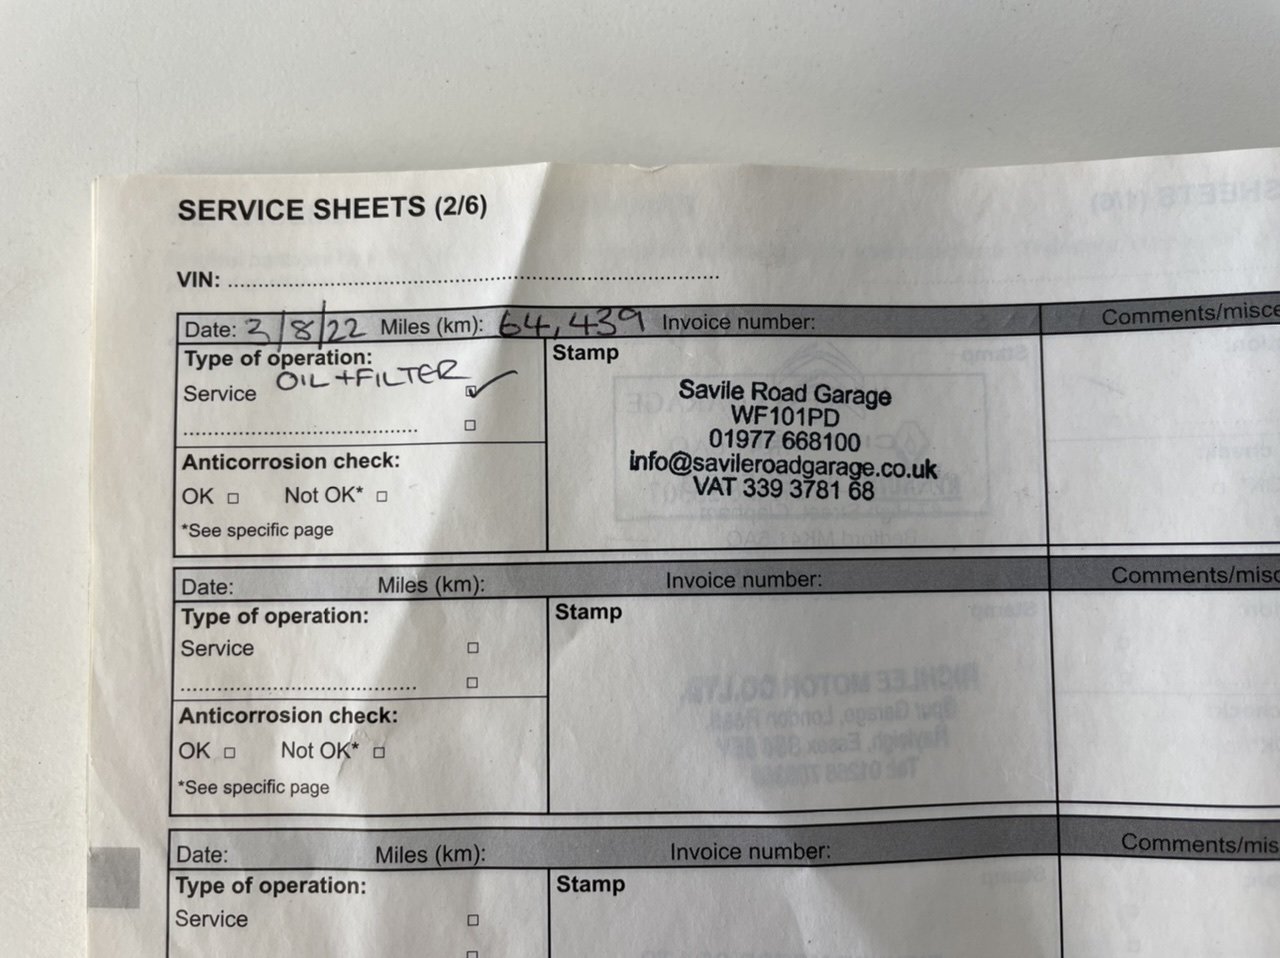 SERVICE SHEETS (2/6)
VIN:
Date: 3/8/22 Miles (km): 64,439 Invoice number: Comments/misce
Type of operation:
OIL + FILTER
Service
Stamp
Savile Road Garage
WF101PD
01977 668100
info@savileroadgarage.co.uk
VAT 339 3781 68
Anticorrosion check:
OK Not OK*
*See specific page
Date: Miles (km): Invoice number: Comments/misc
Type of operation:
Service
Stamp
Anticorrosion check:
OK Not OK*
*See specific page
Date: Miles (km): Invoice number: Comments/mis
Type of operation:
Service
Stamp